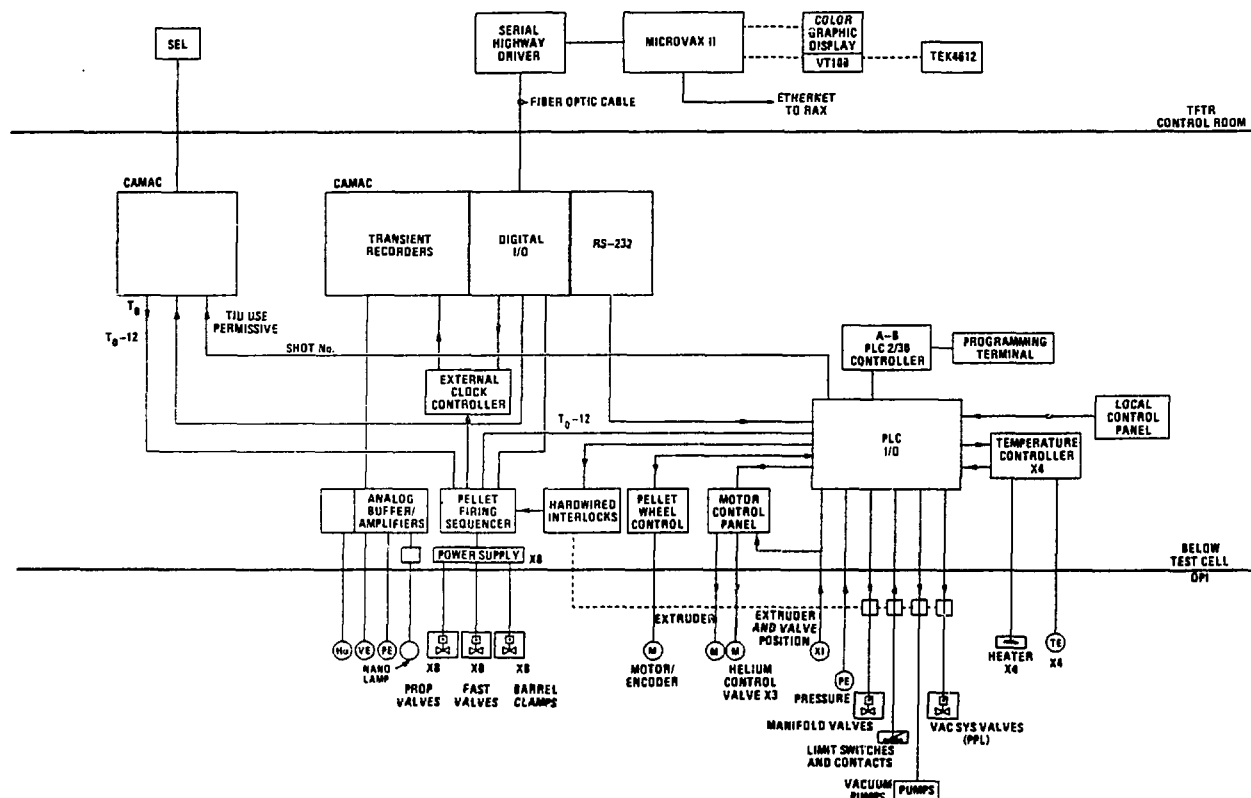 SEL
SERIAL
HIGHWAY
DRIVER
MICROVAX II
COLOR
GRAPHIC
DISPLAY
VT100
TEK4612
FIBER OPTIC CABLE
ETHERNET
TO RAX
TFTR
CONTROL ROOM
CAMAC
CAMAC
TRANSIENT
RECORDERS
DIGITAL
I/O
RS-232
T0
T0-12
TIU USE
PERMISSIVE
SHOT No.
A-B
PLC 2/30
CONTROLLER
PROGRAMMING
TERMINAL
EXTERNAL
CLOCK
CONTROLLER
T0-12
LOCAL
CONTROL
PANEL
PLC
I/O
TEMPERATURE
CONTROLLER
X4
ANALOG
BUFFER/
AMPLIFIERS
PELLET
FIRING
SEQUENCER
HARDWIRED
INTERLOCKS
PELLET
WHEEL
CONTROL
MOTOR
CONTROL
PANEL
POWER SUPPLY
X8
BELOW
TEST CELL
OPI
EXTRUDER
EXTRUDER
AND VALVE
POSITION
Hα
VE
PE
NANO
LAMP
X8
X8
X8
PROP
VALVES
FAST
VALVES
BARREL
CLAMPS
M
MOTOR/
ENCODER
M
M
HELIUM
CONTROL
VALVE X3
XI
PE
PRESSURE
MANIFOLD VALVES
LIMIT SWITCHES
AND CONTACTS
VACUUM
PUMPS
PUMPS
VAC SYS VALVES
(PPL)
HEATER
X4
TE
X4